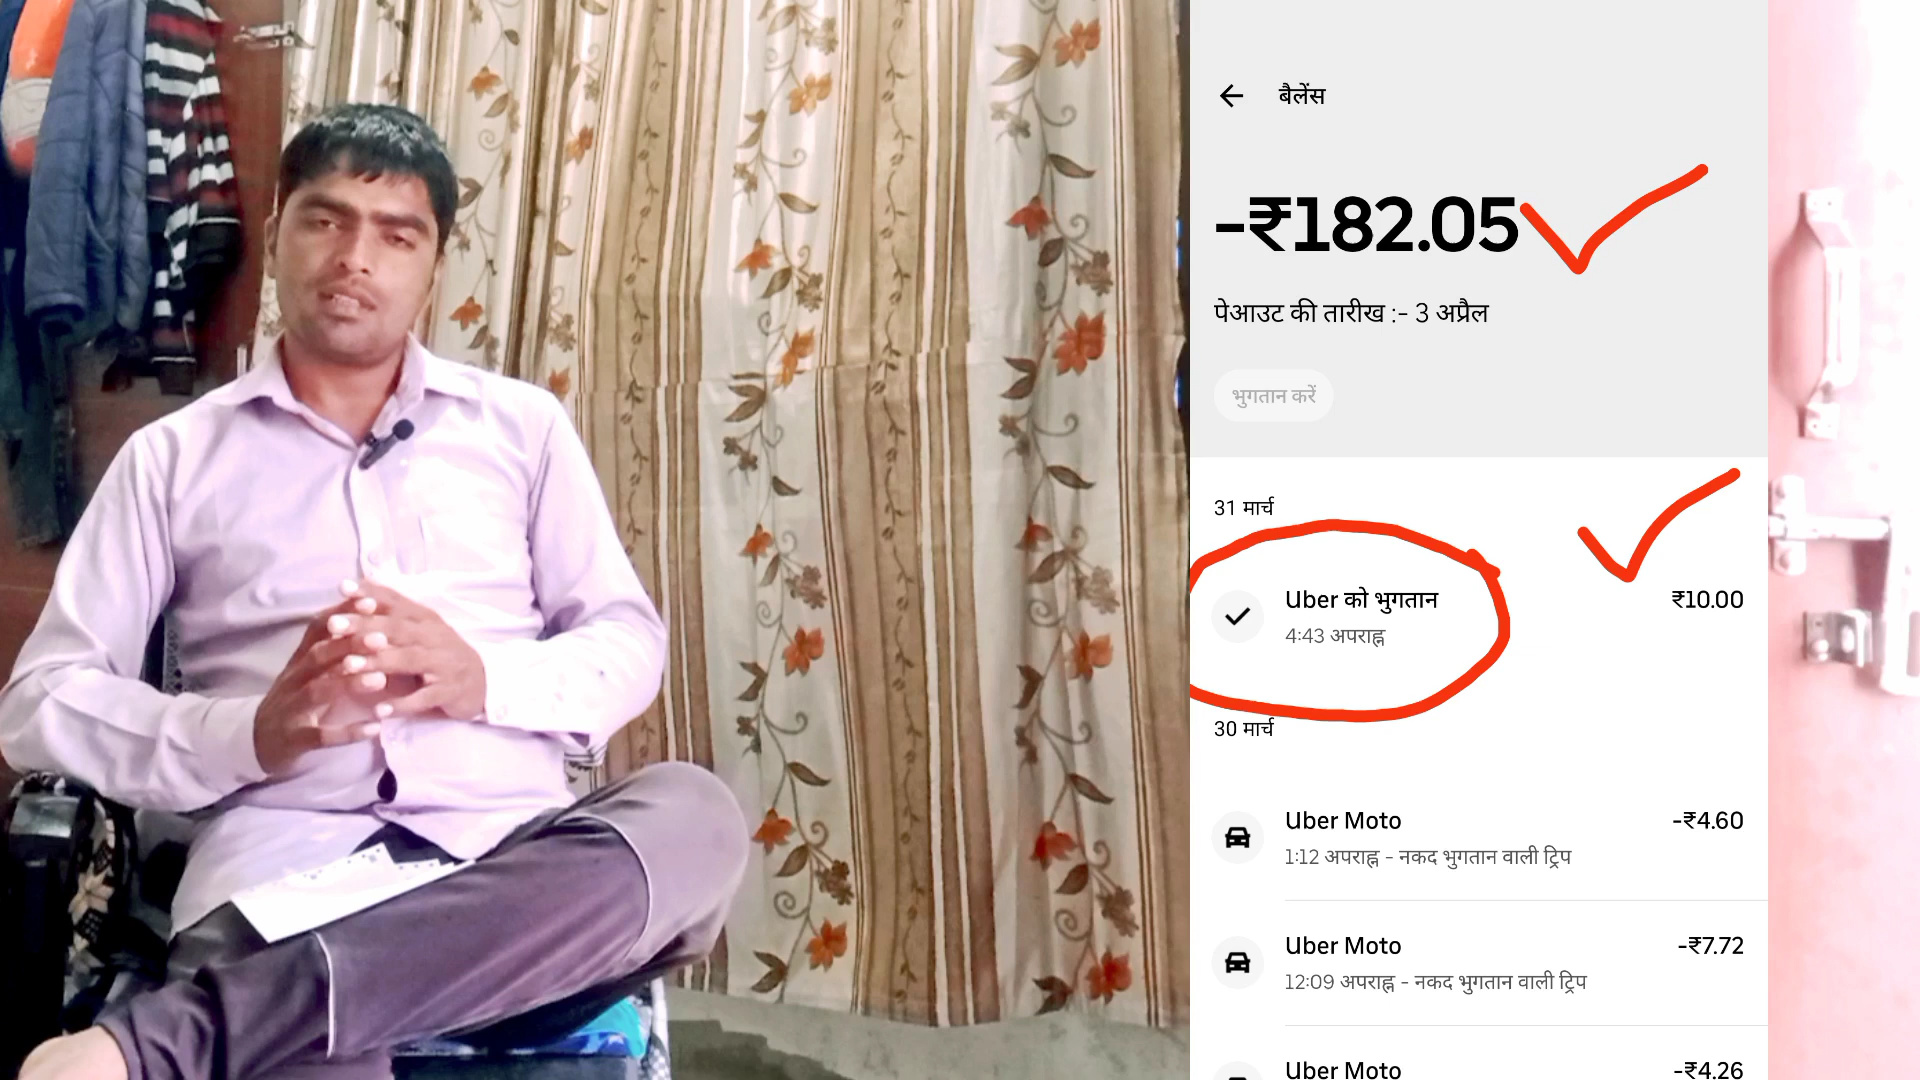 बैलेंस
-₹182.05
पेआउट की तारीख :- 3 अप्रैल
भुगतान करें
31 मार्च
Uber को भुगतान
₹10.00
4:43 अपराह्न
30 मार्च
Uber Moto
-₹4.60
1:12 अपराह्न - नकद भुगतान वाली ट्रिप
Uber Moto
-₹7.72
12:09 अपराह्न - नकद भुगतान वाली ट्रिप
Uber Moto
-₹4.26